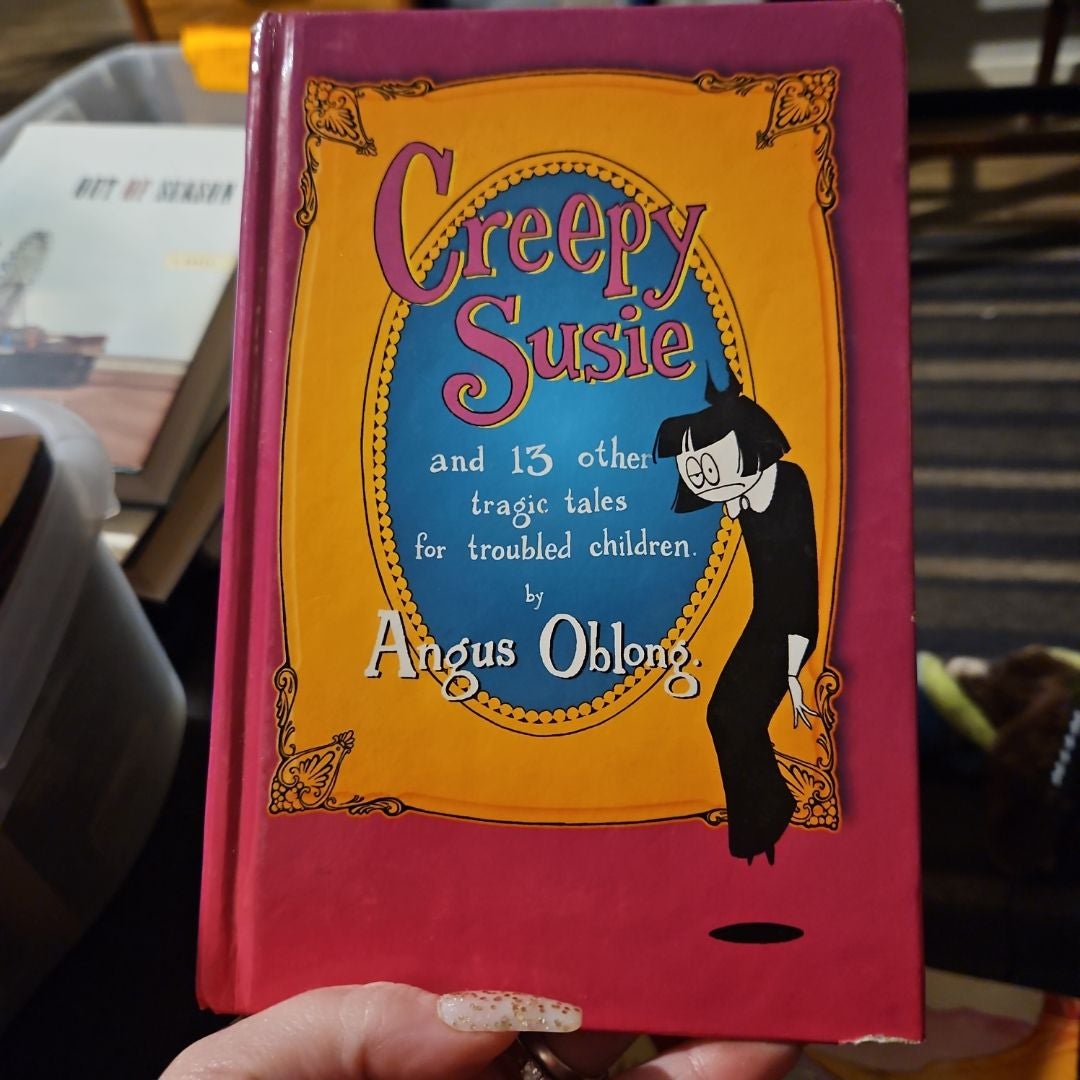 Creepy
Susie
and 13 other
tragic tales
for troubled children.
by
Angus Oblong.
OUT OF SEASON